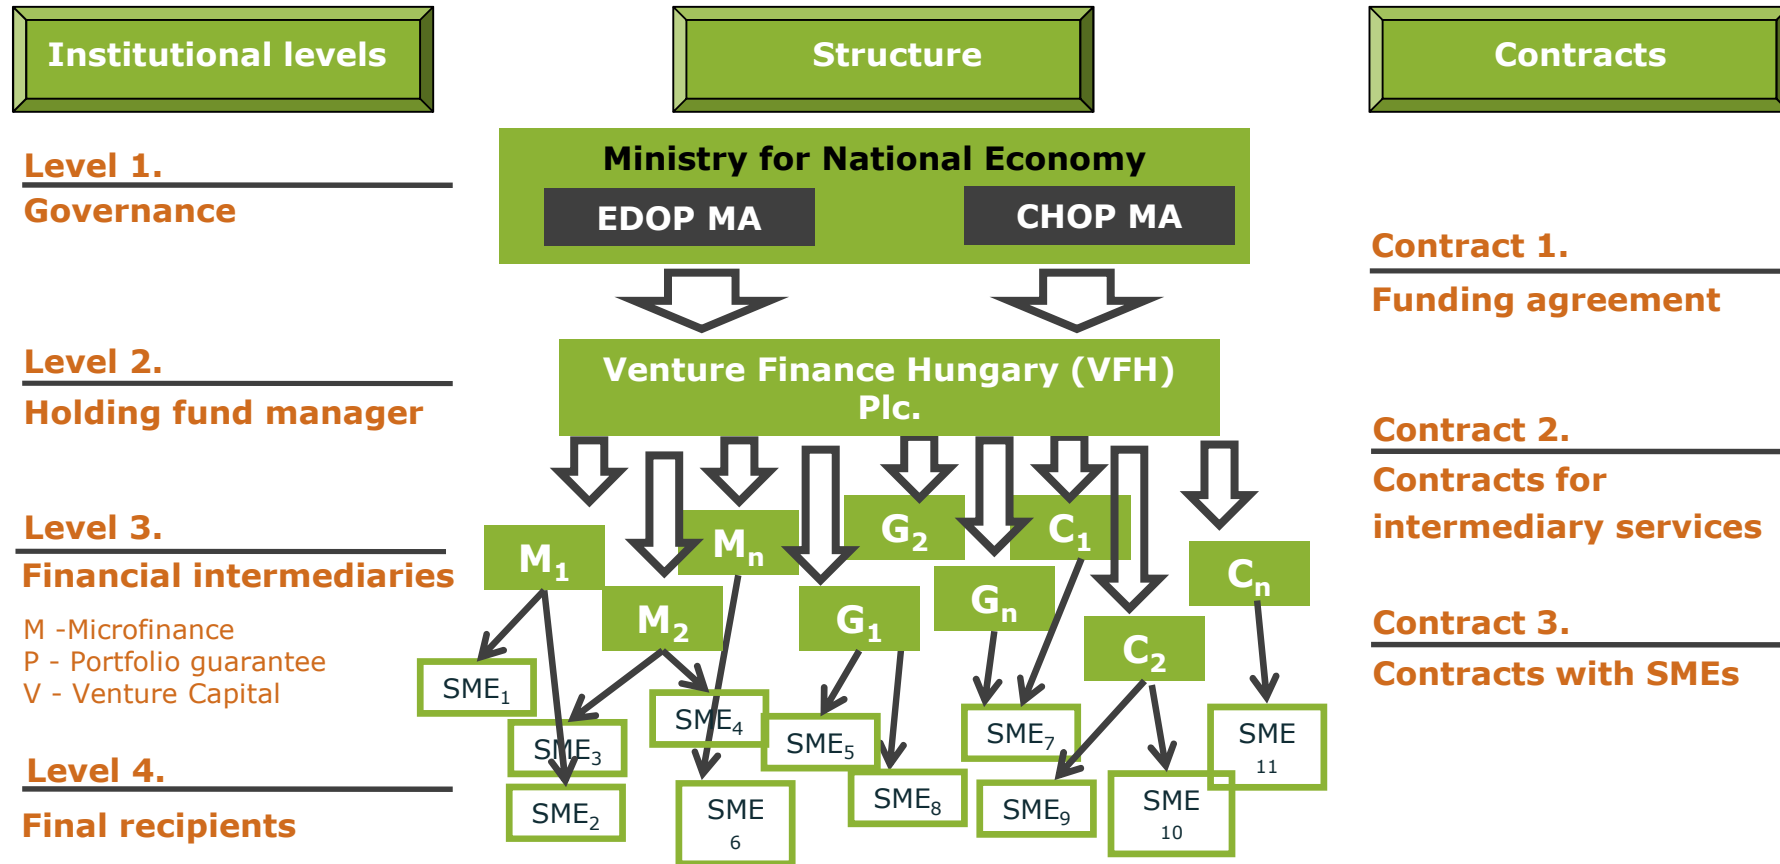 Institutional levels
Structure
Contracts
Level 1.
Governance
Ministry for National Economy
EDOP MA
CHOP MA
Contract 1.
Funding agreement
Level 2.
Holding fund manager
Venture Finance Hungary (VFH)
Plc.
Contract 2.
Contracts for
intermediary services
Level 3.
Financial intermediaries
M -Microfinance
P - Portfolio guarantee
V - Venture Capital
M₁
M₂
Mₙ
G₁
G₂
Gₙ
C₁
C₂
Cₙ
Contract 3.
Contracts with SMEs
Level 4.
Final recipients
SME₁
SME₃
SME₂
SME₄
SME
6
SME₅
SME₈
SME₇
SME₉
SME
10
SME
11